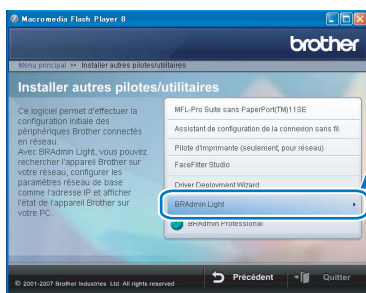 Macromedia Flash Player 8
brother
Menu principal >> Installer autres pilotes/utilitaires
Installer autres pilotes/utilitaires
Ce logiciel permet d'effectuer la
configuration initiale des
périphériques Brother connectés
en réseau.
Avec BRAdmin Light, vous pouvez
rechercher l'appareil Brother sur
votre réseau, configurer les
paramètres réseau de base
comme l'adresse IP et afficher
l'état de l'appareil Brother sur
votre PC.
MFL-Pro Suite sans PaperPort(TM)11SE
Assistant de configuration de la connexion sans fil
Pilote d'imprimante (seulement, pour réseau)
FaceFilter Studio
Driver Deployment Wizard
BRAdmin Light
BRAdmin Professional
© 2001-2007 Brother Industries Ltd. All rights reserved
Précédent
Quitter